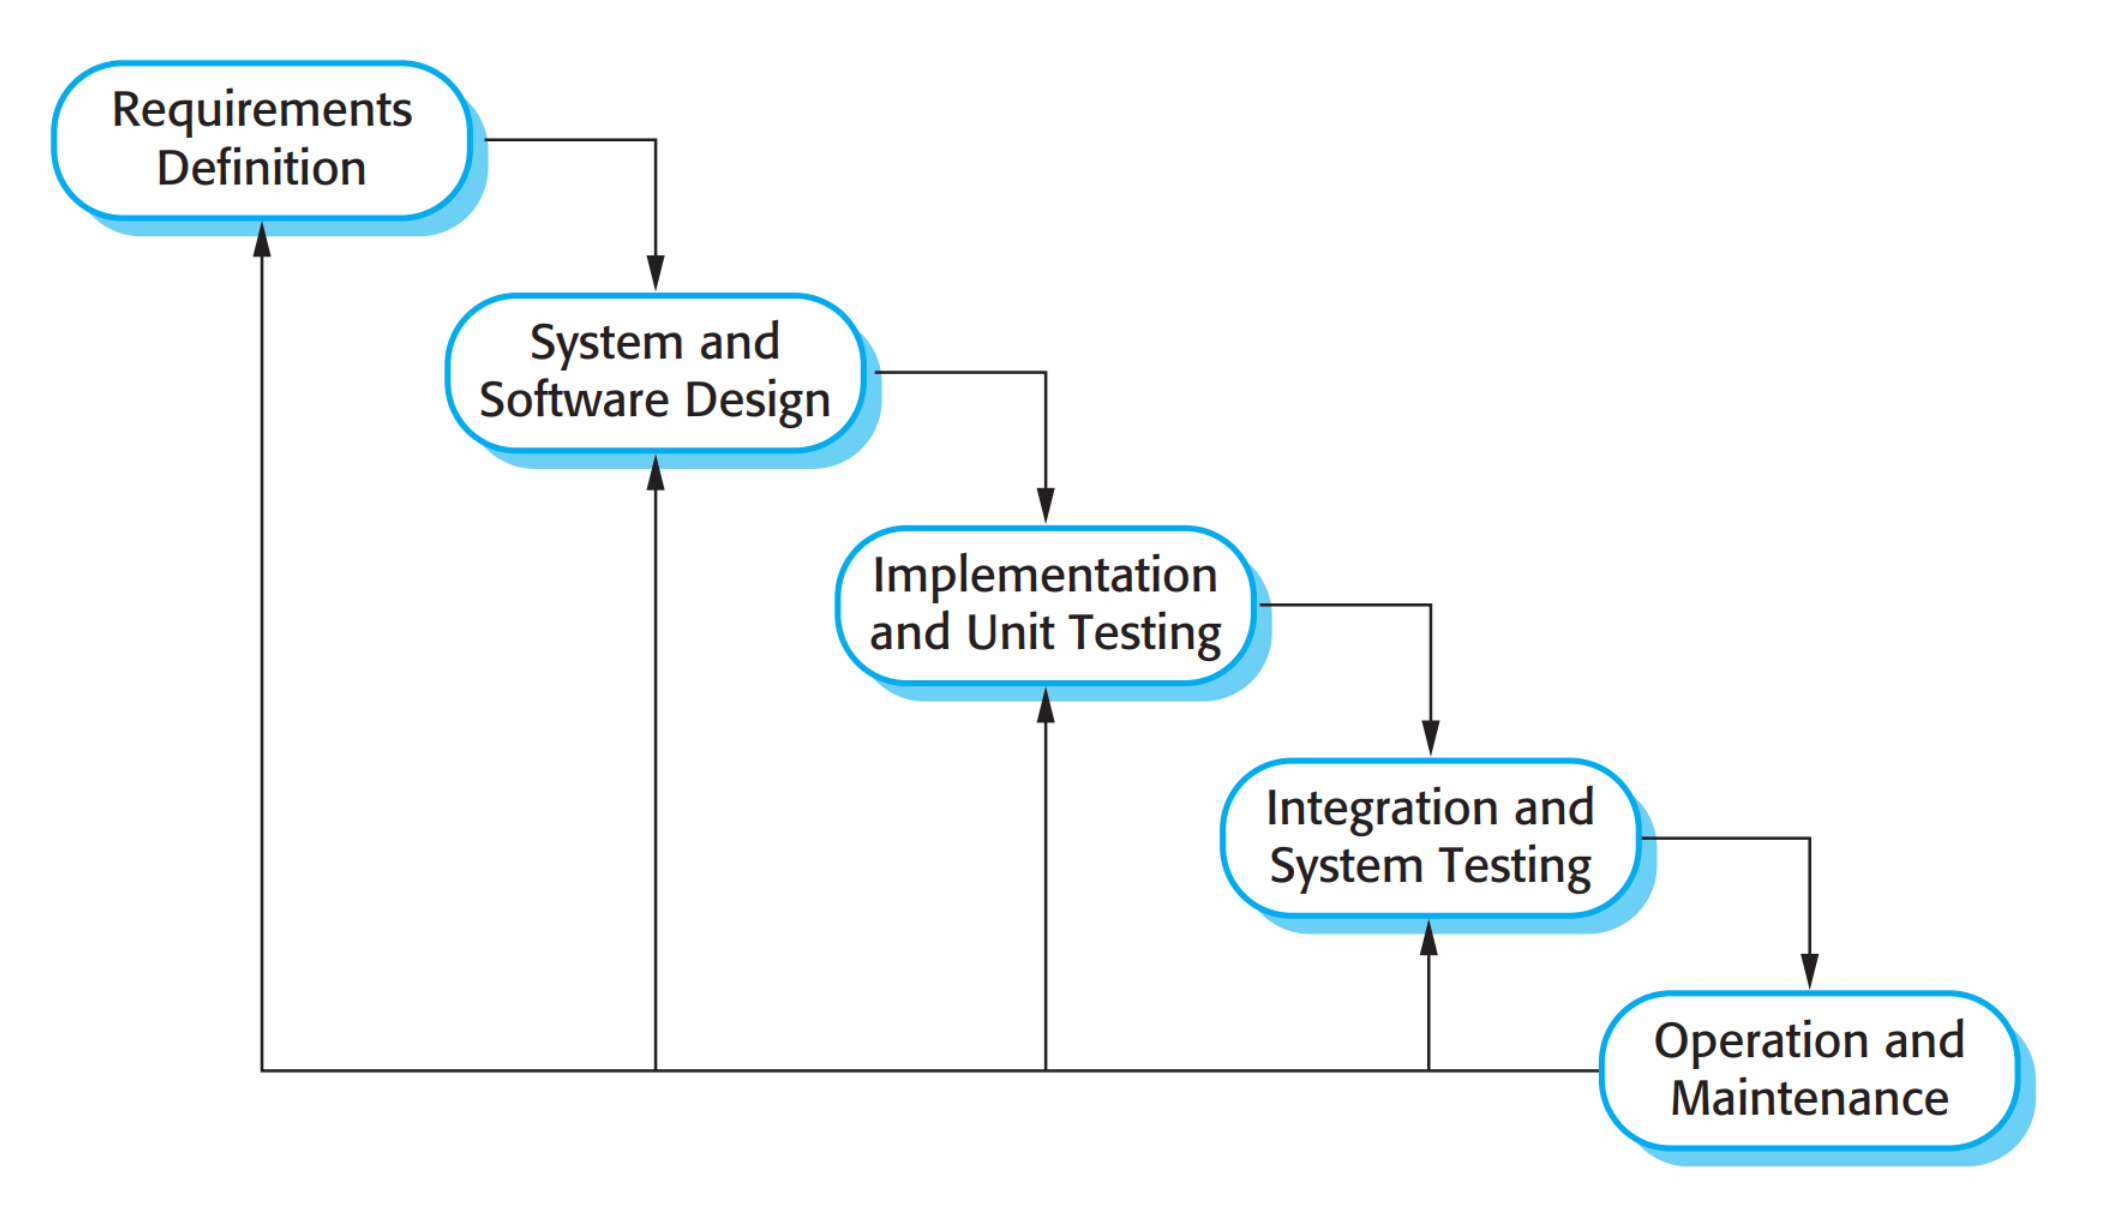 Requirements
Definition
System and
Software Design
Implementation
and Unit Testing
Integration and
System Testing
Operation and
Maintenance